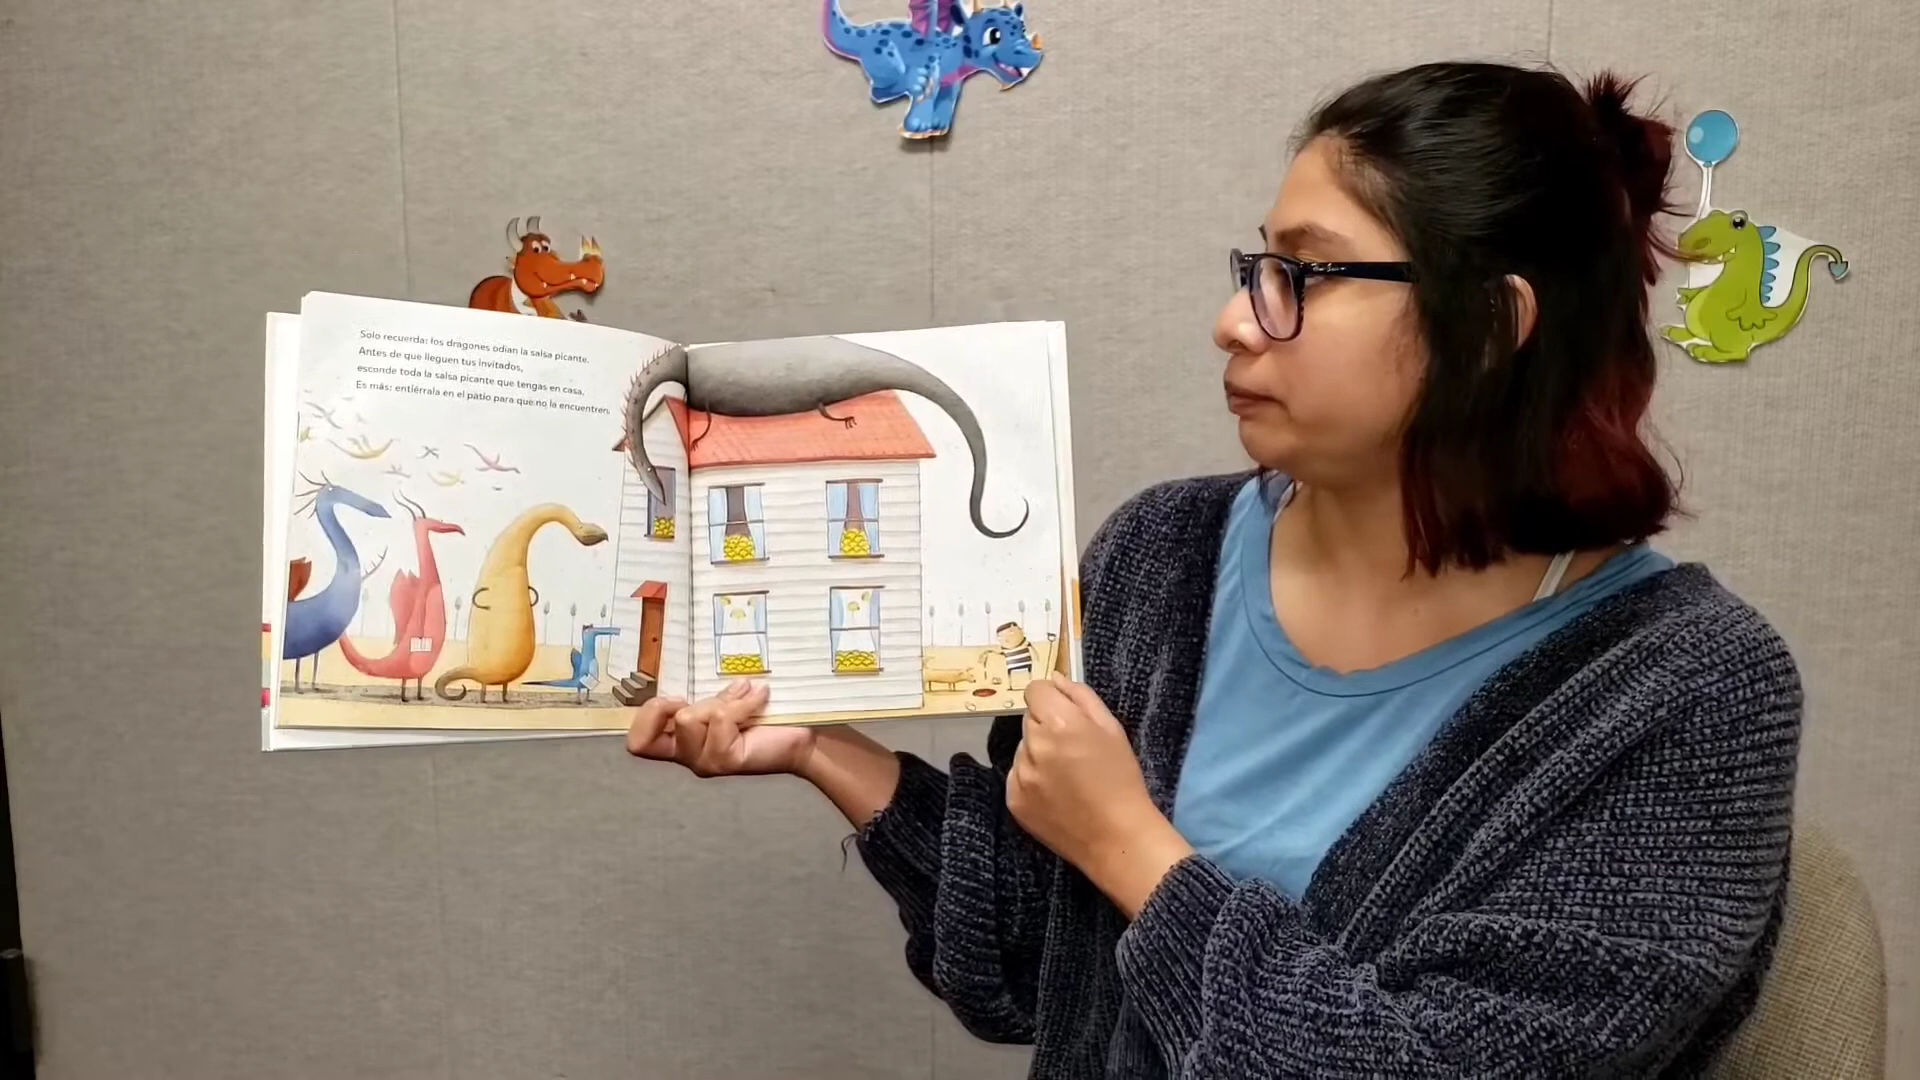 Solo recuerda: los dragones odian la salsa picante.
Antes de que lleguen tus invitados,
esconde toda la salsa picante que tengas en casa.
Es más: entiérrala en el patio para que no la encuentren.